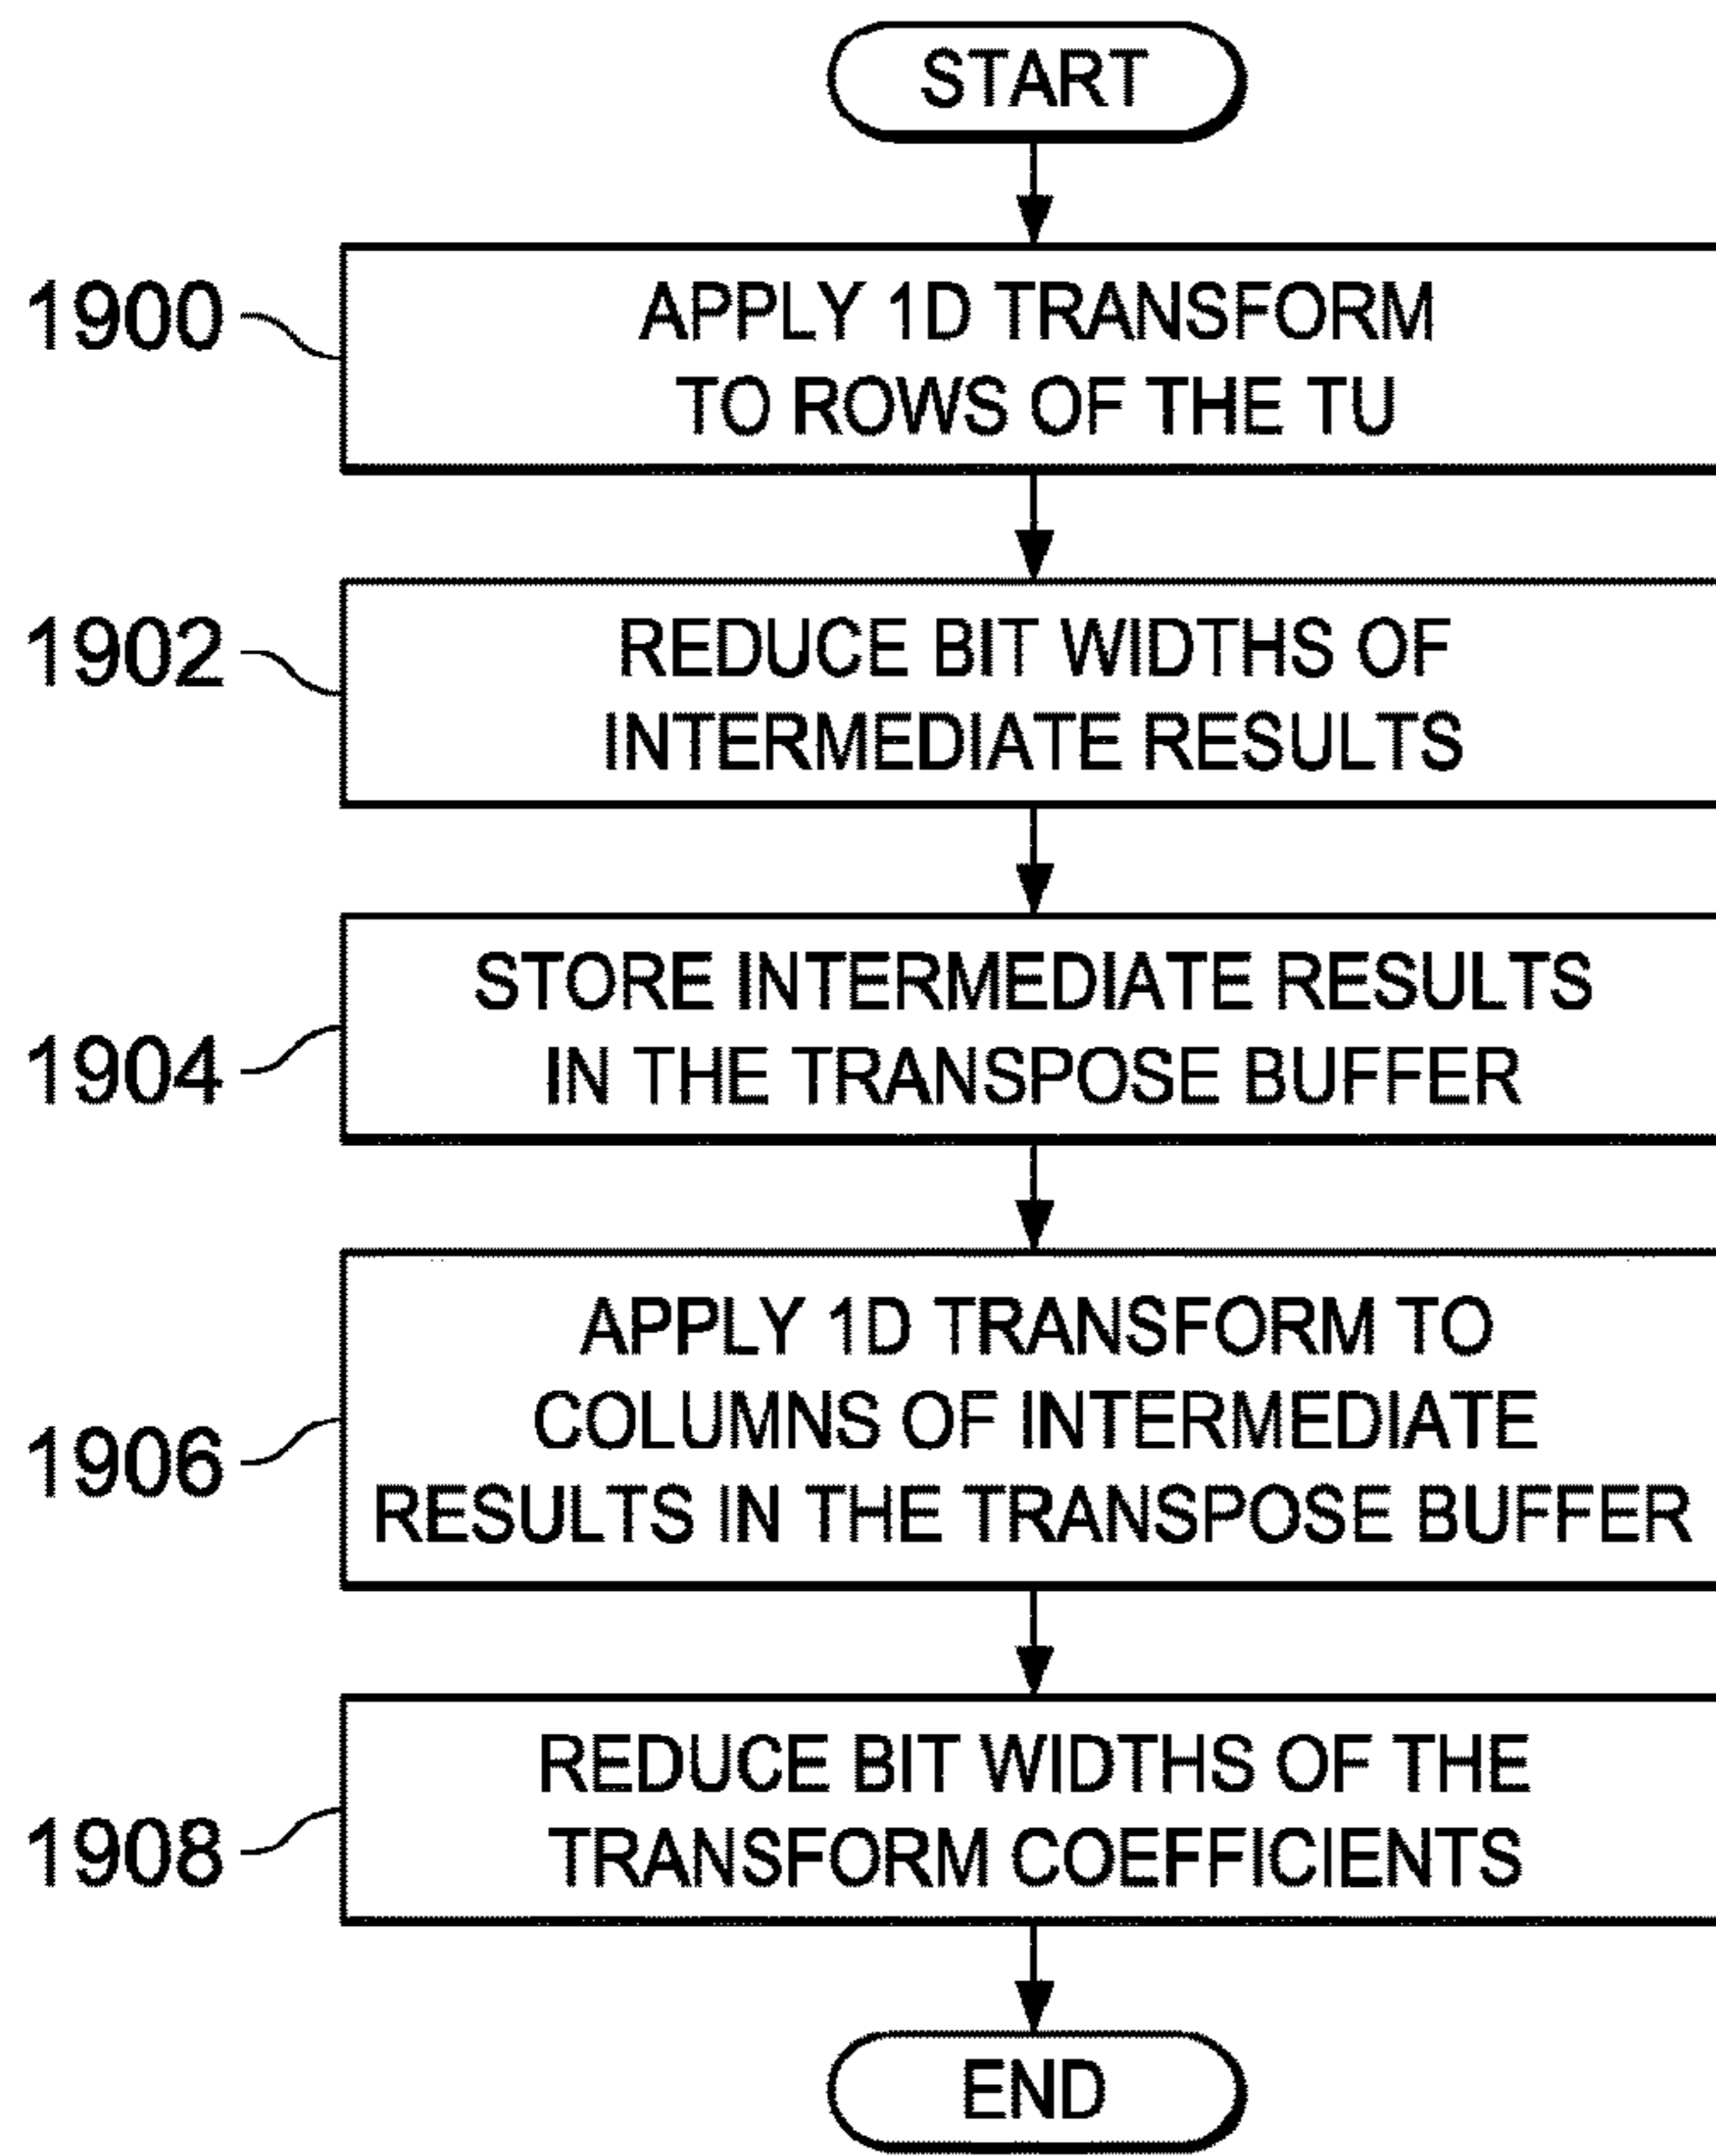 START
1900
APPLY 1D TRANSFORM
TO ROWS OF THE TU
1902
REDUCE BIT WIDTHS OF
INTERMEDIATE RESULTS
1904
STORE INTERMEDIATE RESULTS
IN THE TRANSPOSE BUFFER
1906
APPLY 1D TRANSFORM TO
COLUMNS OF INTERMEDIATE
RESULTS IN THE TRANSPOSE BUFFER
1908
REDUCE BIT WIDTHS OF THE
TRANSFORM COEFFICIENTS
END